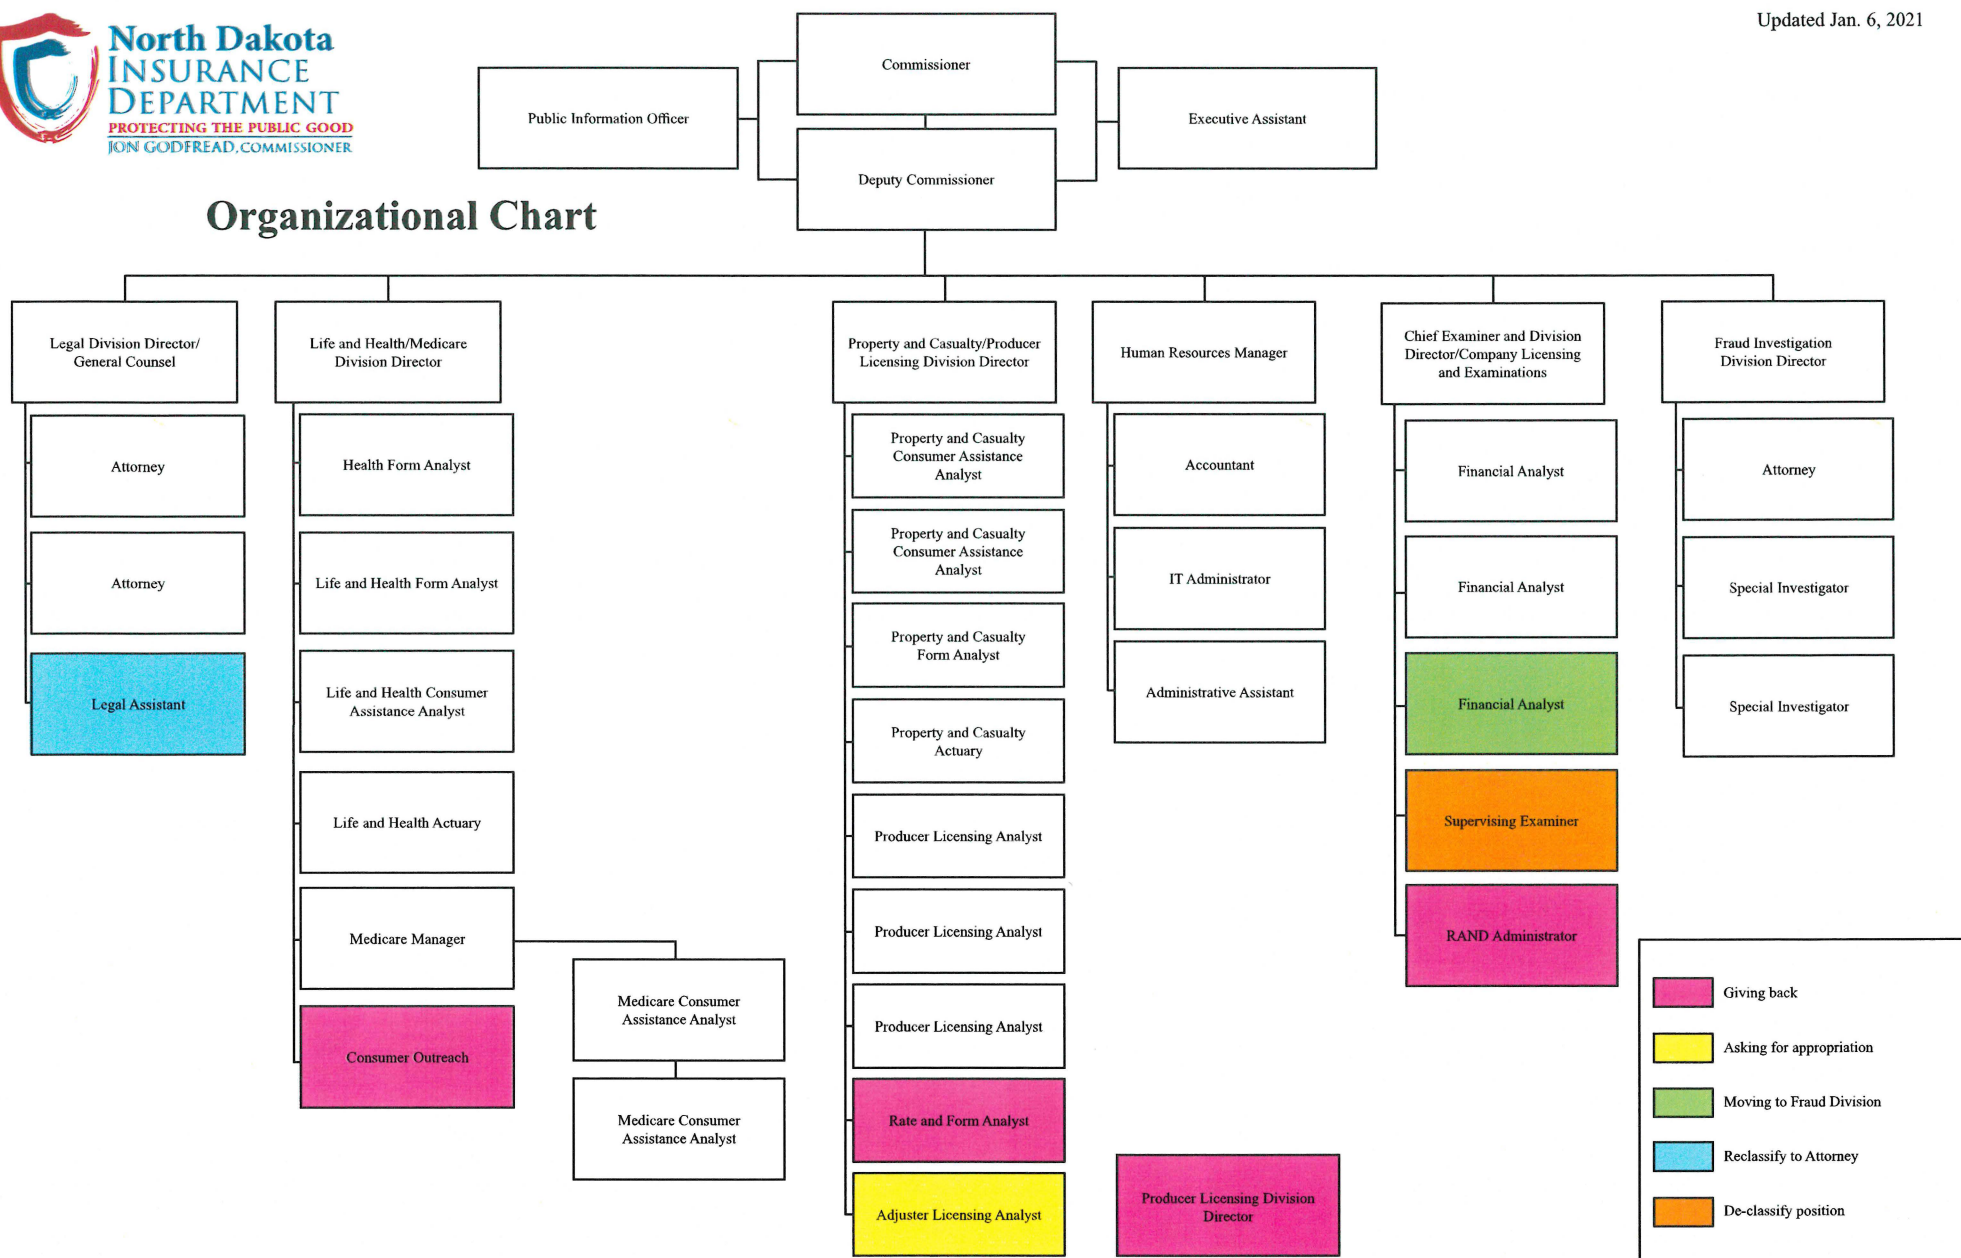 North Dakota
INSURANCE
DEPARTMENT
PROTECTING THE PUBLIC GOOD
JON GODFREAD, COMMISSIONER
Updated Jan. 6, 2021
Organizational Chart
Commissioner
Public Information Officer
Executive Assistant
Deputy Commissioner
Legal Division Director/
General Counsel
Attorney
Attorney
Legal Assistant
Life and Health/Medicare
Division Director
Health Form Analyst
Life and Health Form Analyst
Life and Health Consumer
Assistance Analyst
Life and Health Actuary
Medicare Manager
Consumer Outreach
Medicare Consumer
Assistance Analyst
Medicare Consumer
Assistance Analyst
Property and Casualty/Producer
Licensing Division Director
Property and Casualty
Consumer Assistance
Analyst
Property and Casualty
Consumer Assistance
Analyst
Property and Casualty
Form Analyst
Property and Casualty
Actuary
Producer Licensing Analyst
Producer Licensing Analyst
Producer Licensing Analyst
Rate and Form Analyst
Adjuster Licensing Analyst
Human Resources Manager
Accountant
IT Administrator
Administrative Assistant
Producer Licensing Division
Director
Chief Examiner and Division
Director/Company Licensing
and Examinations
Financial Analyst
Financial Analyst
Financial Analyst
Supervising Examiner
RAND Administrator
Fraud Investigation
Division Director
Attorney
Special Investigator
Special Investigator
Giving back
Asking for appropriation
Moving to Fraud Division
Reclassify to Attorney
De-classify position